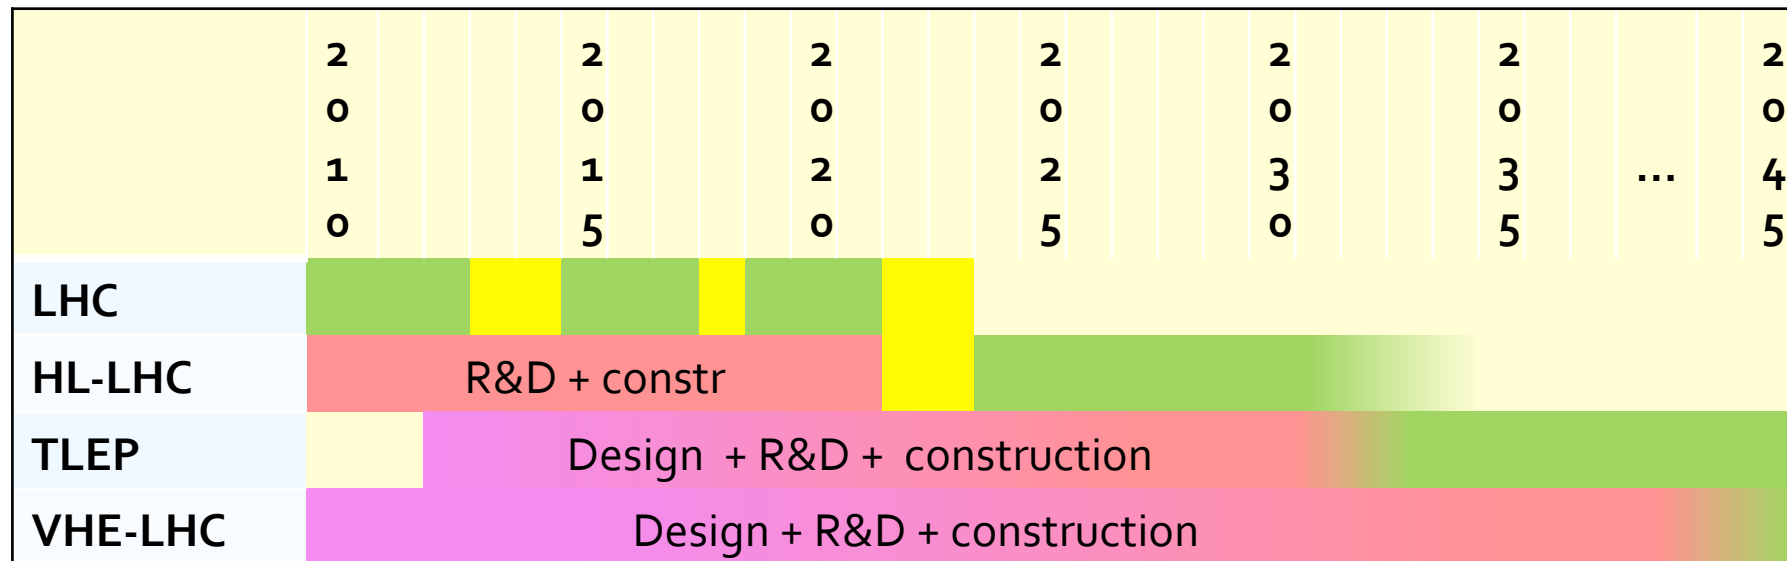 2010 2015 2020 2025 2030 2035 ... 2045
LHC
HL-LHC R&D + constr
TLEP Design + R&D + construction
VHE-LHC Design + R&D + construction